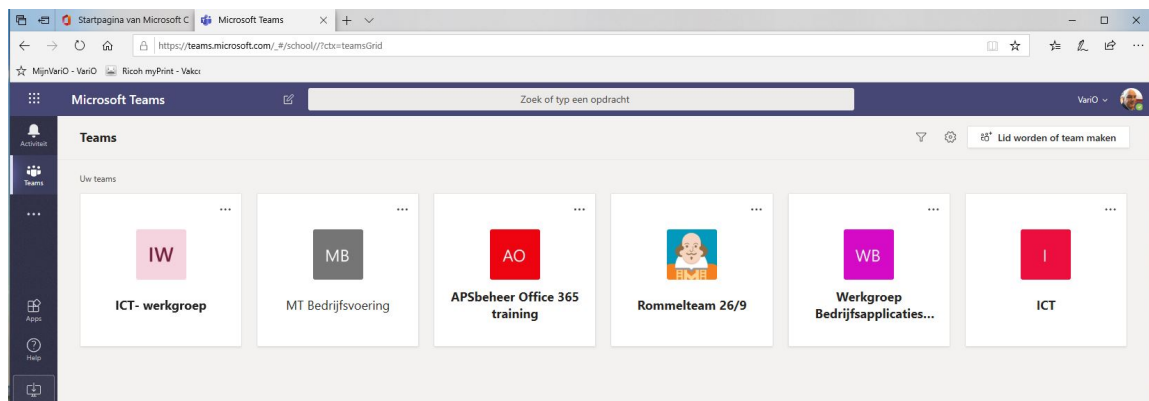 Startpagina van Microsoft C
Microsoft Teams
https://teams.microsoft.com/_#/school//?ctx=teamsGrid
MijnVariO - VariO
Ricoh myPrint - Vakco
Microsoft Teams
Zoek of typ een opdracht
VariO
Activiteit
Teams
Teams
Lid worden of team maken
Uw teams
IW
ICT- werkgroep
MB
MT Bedrijfsvoering
AO
APSbeheer Office 365
training
Rommelteam 26/9
WB
Werkgroep
Bedrijfsapplicaties...
I
ICT
Apps
Help